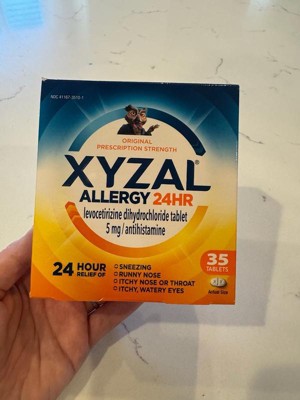 ORIGINAL
PRESCRIPTION STRENGTH
XYZAL®
ALLERGY 24HR
levocetirizine dihydrochloride tablet
5 mg / antihistamine
24 HOUR
RELIEF OF
SNEEZING
RUNNY NOSE
ITCHY NOSE OR THROAT
ITCHY, WATERY EYES
35
TABLETS